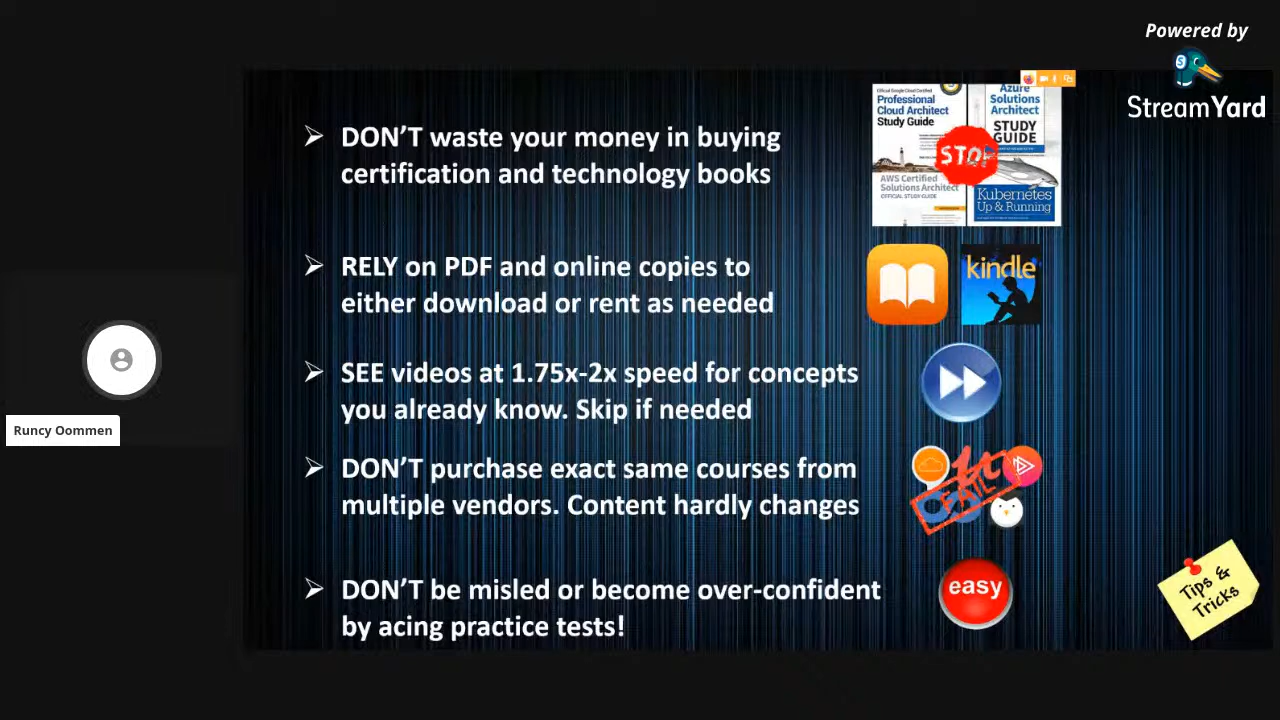 Powered by
StreamYard
DON'T waste your money in buying
certification and technology books
Professional
Cloud Architect
Study Guide
Azure
Solutions
Architect
STUDY
GUIDE
STOP
AWS Certified
Solutions Architect
OFFICIAL STUDY GUIDE
Kubernetes
Up & Running
RELY on PDF and online copies to
either download or rent as needed
kindle
SEE videos at 1.75x-2x speed for concepts
you already know. Skip if needed
Runcy Oommen
DON'T purchase exact same courses from
multiple vendors. Content hardly changes
FAIL
DON'T be misled or become over-confident
by acing practice tests!
easy
Tips &
Tricks